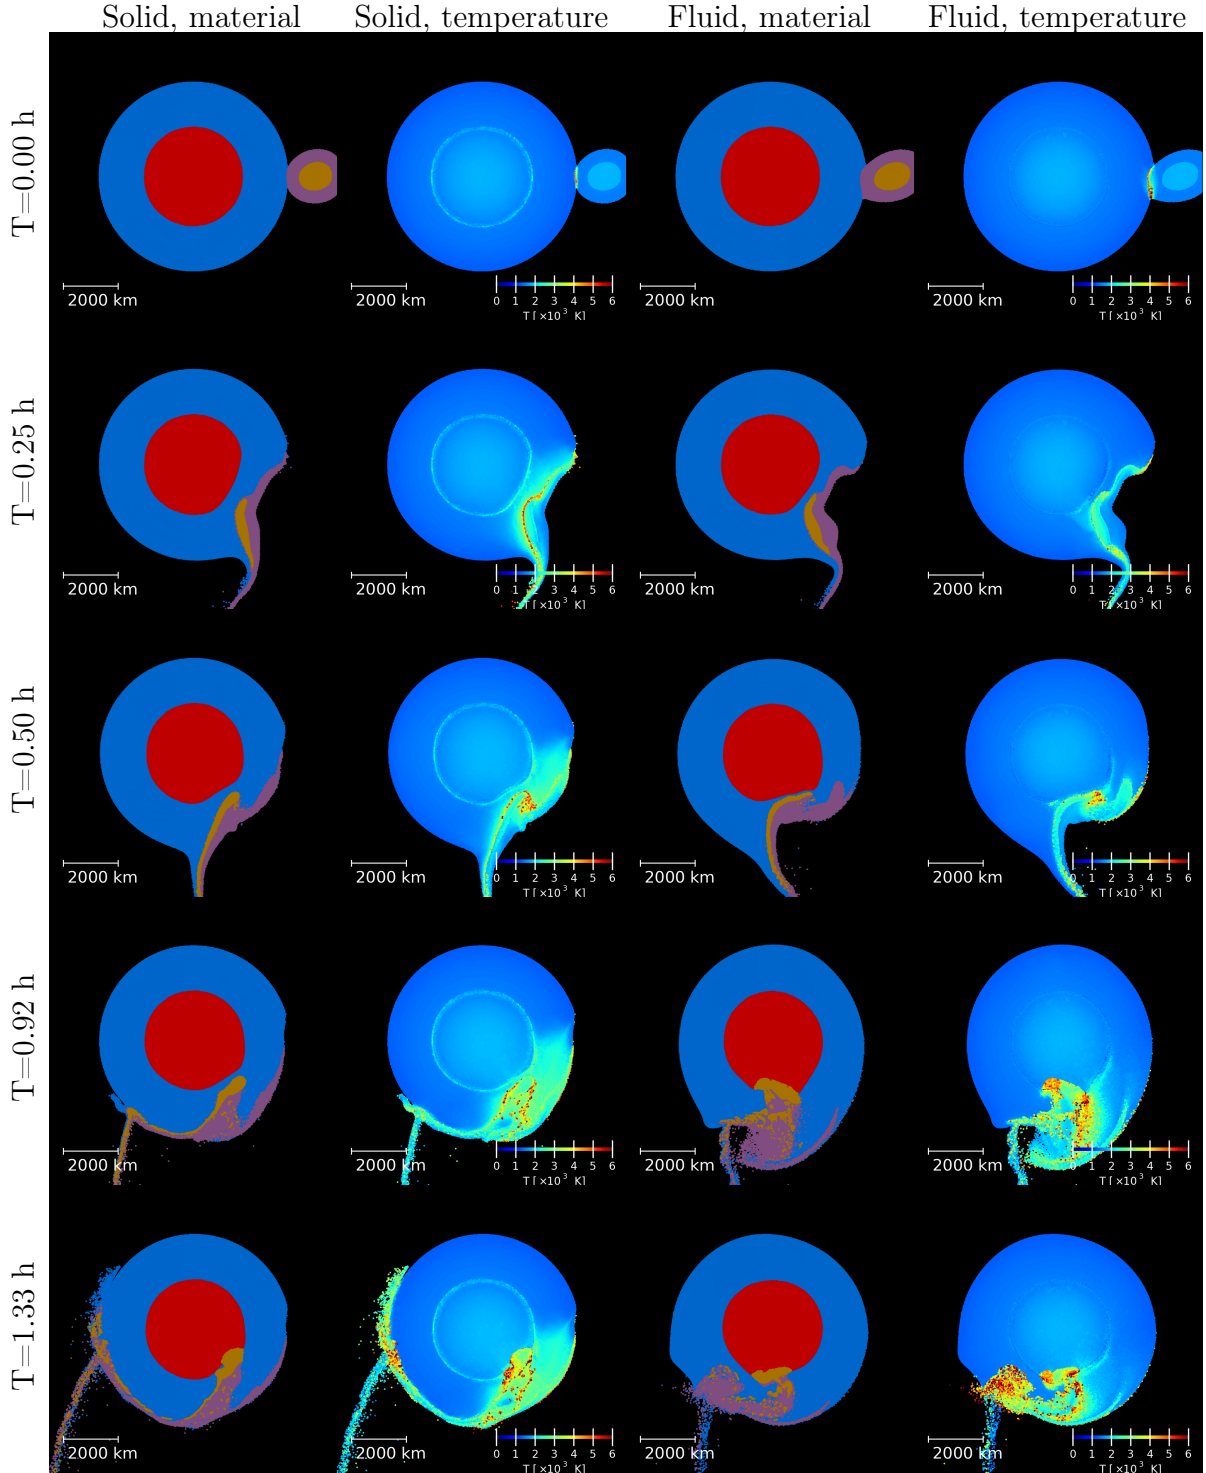 Solid, material Solid, temperature Fluid, material Fluid, temperature
T=0.00 h
2000 km 2000 km 2000 km 2000 km
0 1 2 3 4 5 6 0 1 2 3 4 5 6
T [×10³ K] T [×10³ K]
T=0.25 h
2000 km 2000 km 2000 km 2000 km
0 1 2 3 4 5 6 0 1 2 3 4 5 6
T [×10³ K] T [×10³ K]
T=0.50 h
2000 km 2000 km 2000 km 2000 km
0 1 2 3 4 5 6 0 1 2 3 4 5 6
T [×10³ K] T [×10³ K]
T=0.92 h
2000 km 2000 km 2000 km 2000 km
0 1 2 3 4 5 6 0 1 2 3 4 5 6
T [×10³ K] T [×10³ K]
T=1.33 h
2000 km 2000 km 2000 km 2000 km
0 1 2 3 4 5 6 0 1 2 3 4 5 6
T [×10³ K] T [×10³ K]